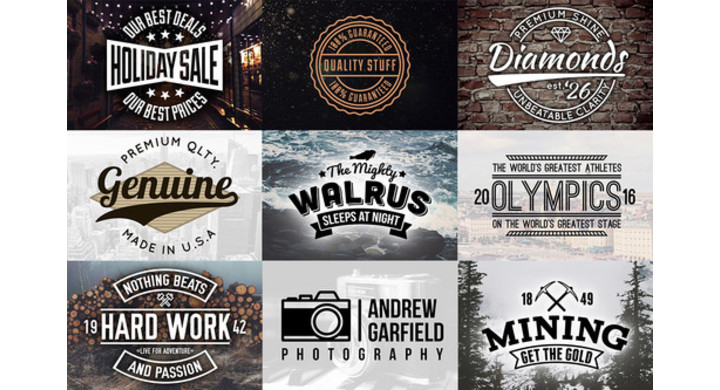 OUR BEST DEALS
HOLIDAY SALE
OUR BEST PRICES
100% GUARANTEED
QUALITY STUFF
100% GUARANTEED
PREMIUM SHINE
Diamonds
est. 26
UNBEATABLE CLARITY
PREMIUM QLTY.
Genuine
MADE IN U.S.A
The Mighty
WALRUS
SLEEPS AT NIGHT
THE WORLD'S GREATEST ATHLETES
20 OLYMPICS 16
ON THE WORLD'S GREATEST STAGE
NOTHING BEATS
19 HARD WORK 42
LIVE FOR ADVENTURE
AND PASSION
ANDREW
GARFIELD
PHOTOGRAPHY
18 49
MINING
GET THE GOLD